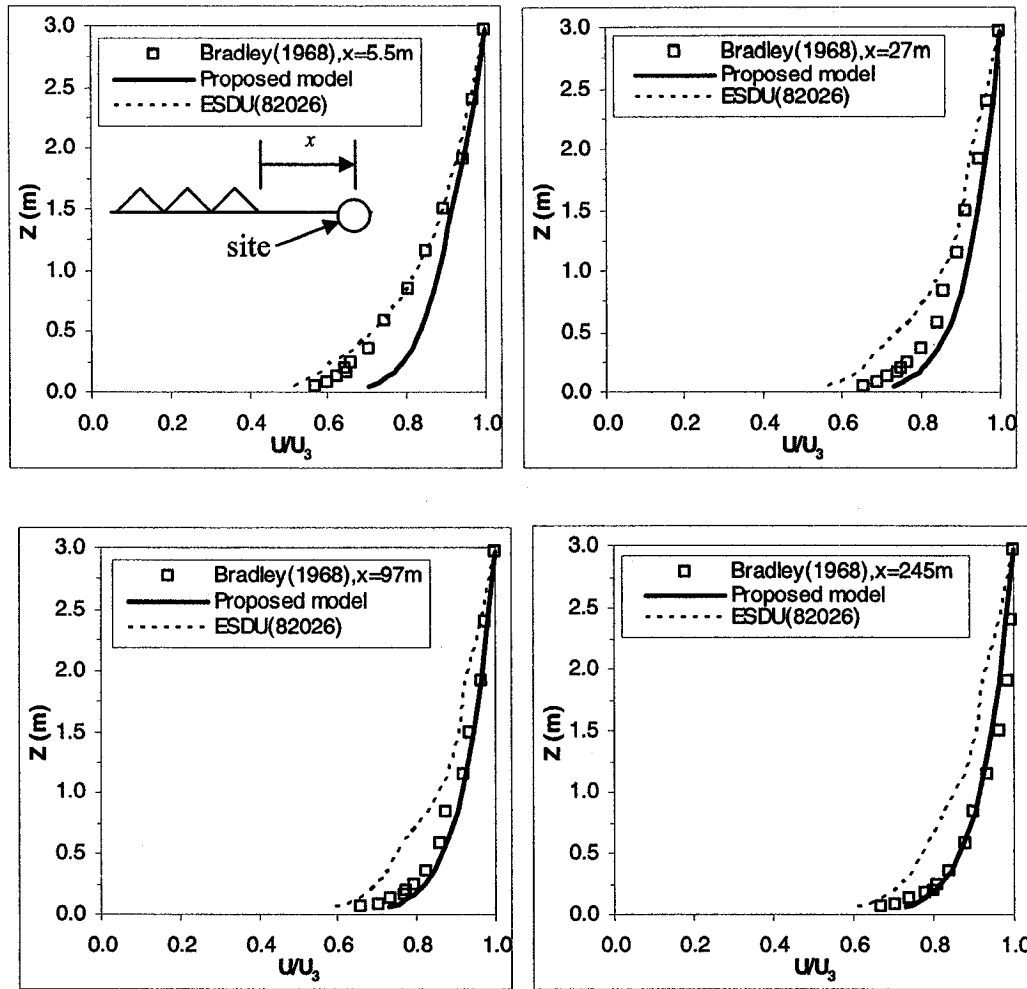 3.0
2.5
2.0
1.5
1.0
0.5
0.0
Z (m)
Bradley(1968),x=5.5m
Proposed model
ESDU(82026)
x
site
0.0 0.2 0.4 0.6 0.8 1.0
U/U3
3.0
2.5
2.0
1.5
1.0
0.5
0.0
Z (m)
Bradley(1968),x=27m
Proposed model
ESDU(82026)
0.0 0.2 0.4 0.6 0.8 1.0
U/U3
3.0
2.5
2.0
1.5
1.0
0.5
0.0
Z (m)
Bradley(1968),x=97m
Proposed model
ESDU(82026)
0.0 0.2 0.4 0.6 0.8 1.0
U/U3
3.0
2.5
2.0
1.5
1.0
0.5
0.0
Z (m)
Bradley(1968),x=245m
Proposed model
ESDU(82026)
0.0 0.2 0.4 0.6 0.8 1.0
U/U3